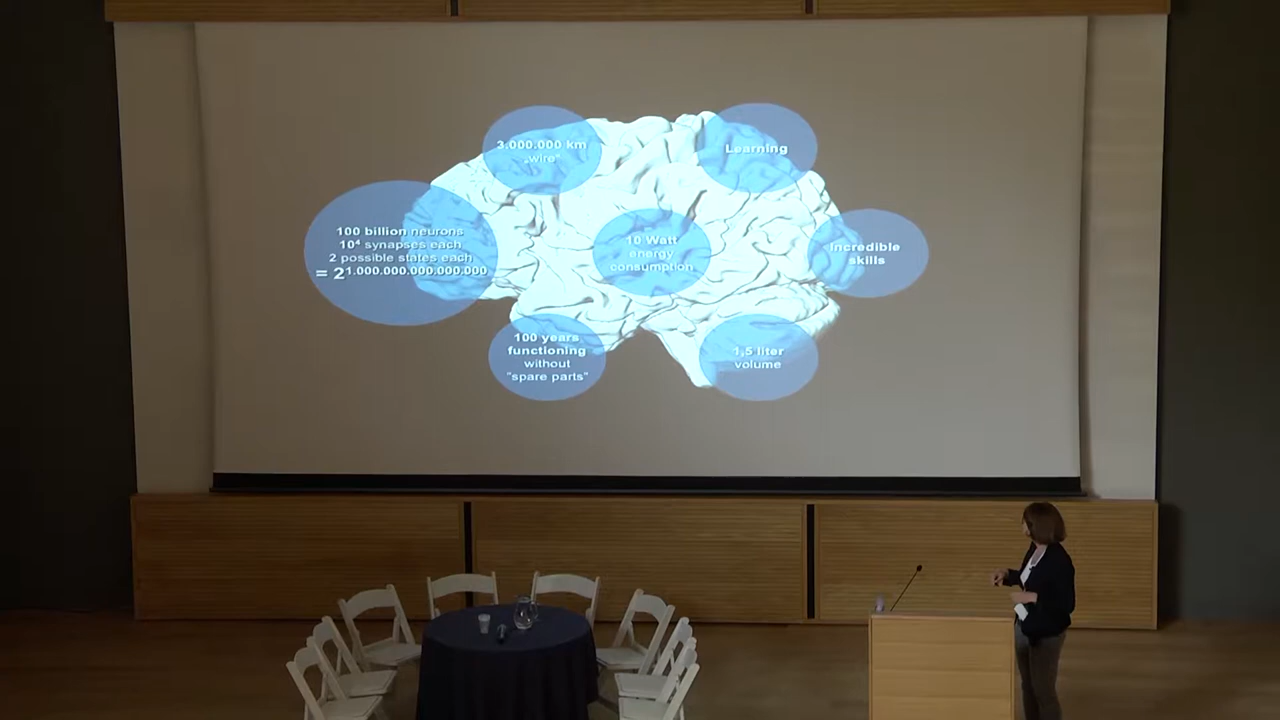 3.000.000 km
„wire"
Learning
100 billion neurons
10⁴ synapses each
2 possible states each
= 2^1.000.000.000.000.000
10 Watt
energy
consumption
Incredible
skills
100 years
functioning
without
"spare parts"
1,5 liter
volume